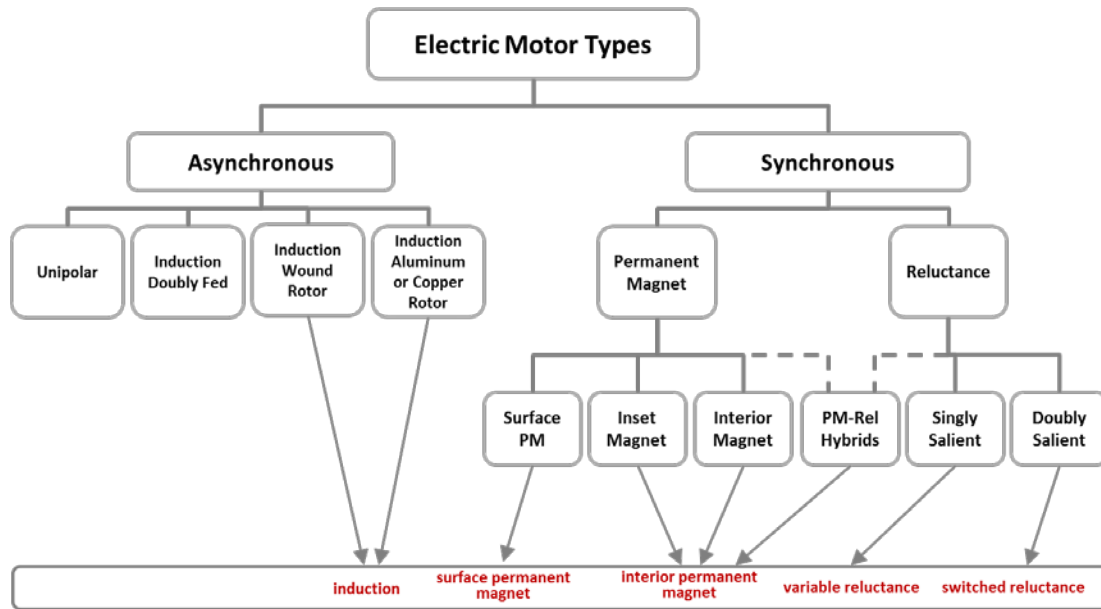 Electric Motor Types
Asynchronous
Synchronous
Unipolar
Induction
Doubly Fed
Induction
Wound
Rotor
Induction
Aluminum
or Copper
Rotor
Permanent
Magnet
Reluctance
Surface
PM
Inset
Magnet
Interior
Magnet
PM-Rel
Hybrids
Singly
Salient
Doubly
Salient
induction
surface permanent
magnet
interior permanent
magnet
variable reluctance
switched reluctance